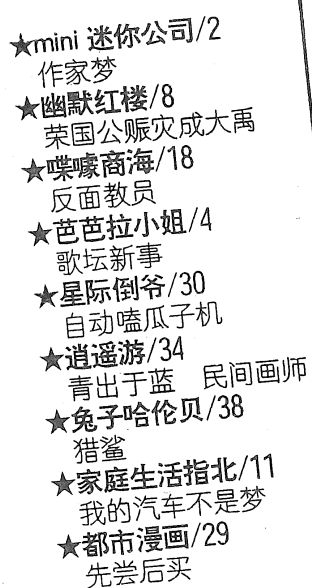 ★mini 迷你公司/2
作家梦
★幽默红楼/8
荣国公赈灾成大禹
★喋噱商海/18
反面教员
★芭芭拉小姐/4
歌坛新事
★星际倒爷/30
自动嗑瓜子机
★逍遥游/34
青出于蓝 民间画师
★兔子哈伦贝/38
猎鲨
★家庭生活指北/11
我的汽车不是梦
★都市漫画/29
先尝后买